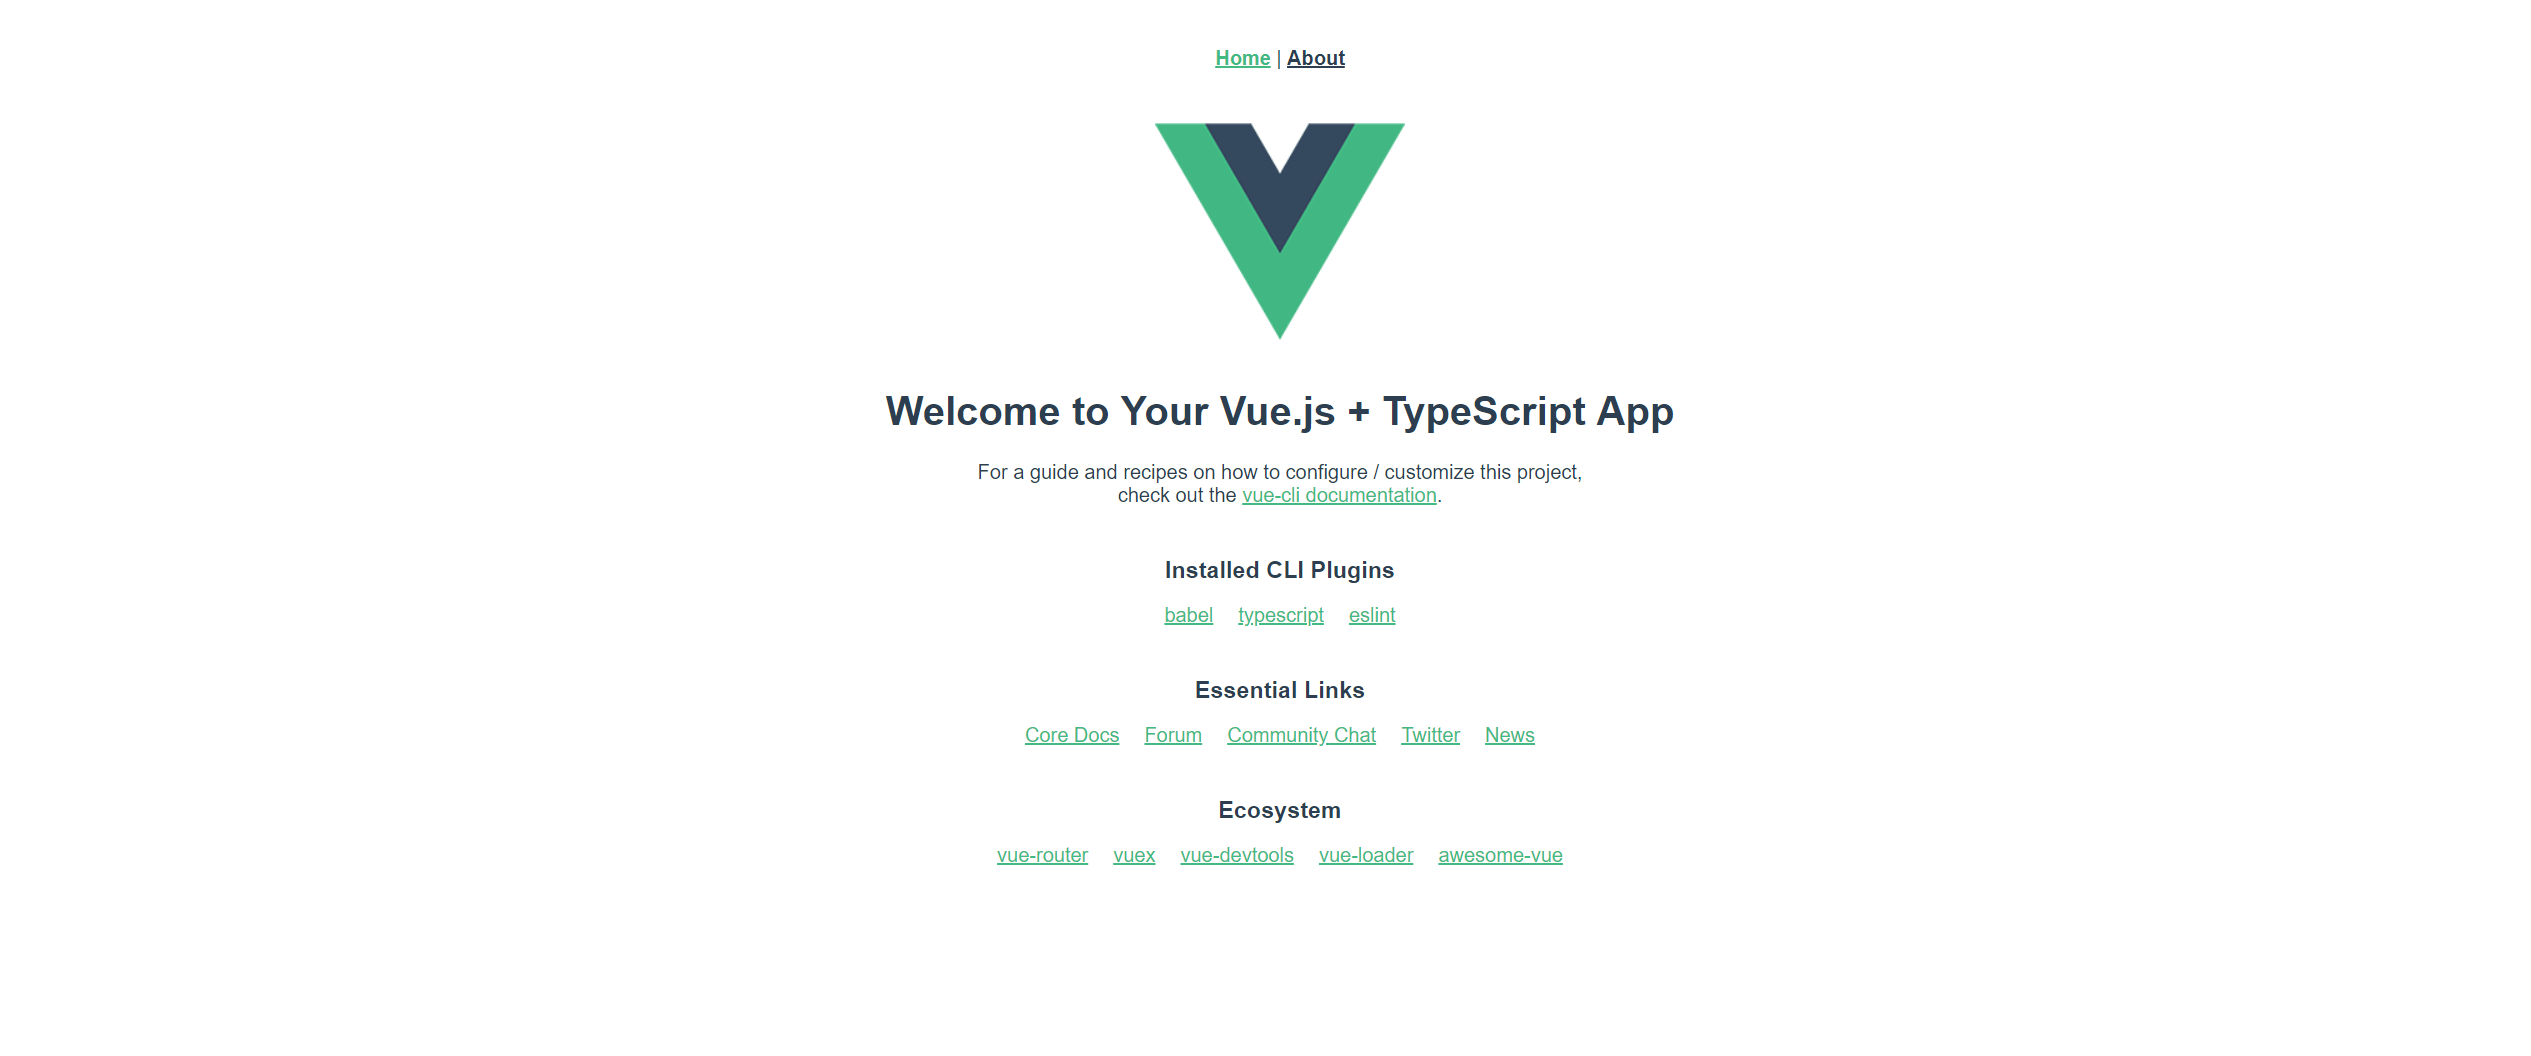 Home | About
Welcome to Your Vue.js + TypeScript App
For a guide and recipes on how to configure / customize this project,
check out the vue-cli documentation.
Installed CLI Plugins
babel typescript eslint
Essential Links
Core Docs Forum Community Chat Twitter News
Ecosystem
vue-router vuex vue-devtools vue-loader awesome-vue